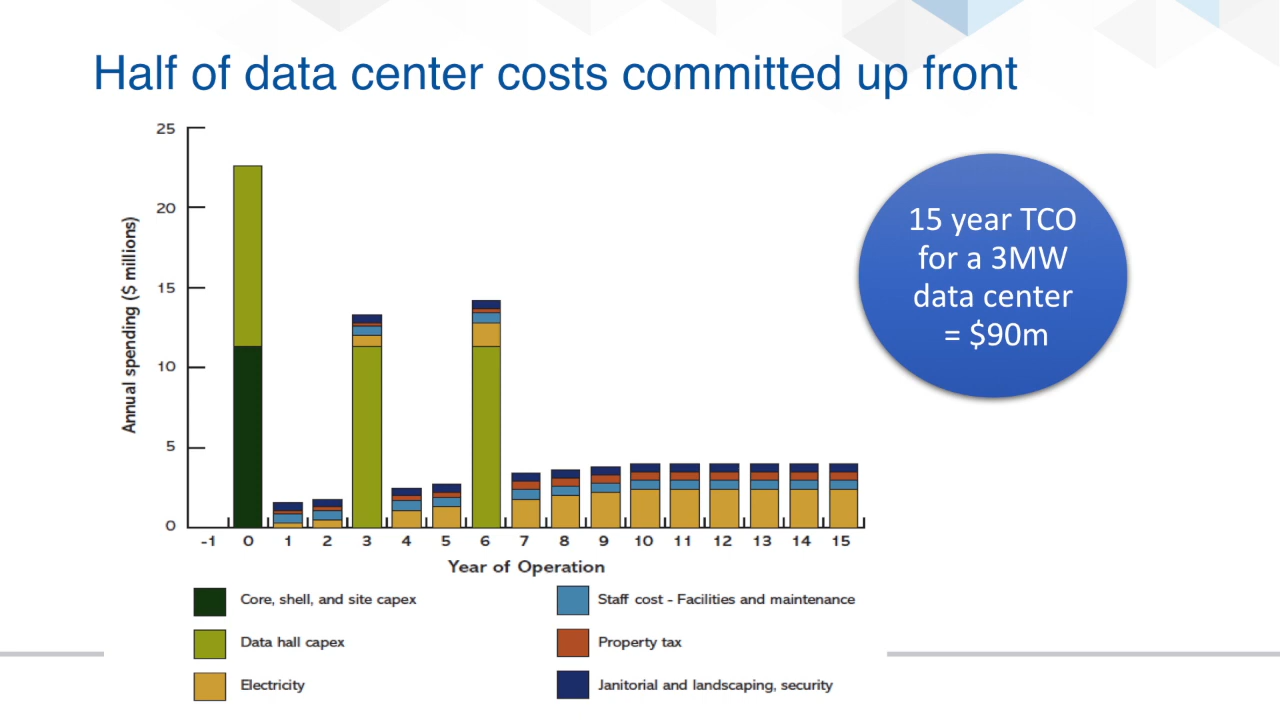 Half of data center costs committed up front
25
20
15
10
5
0
Annual spending ($ millions)
-1 0 1 2 3 4 5 6 7 8 9 10 11 12 13 14 15
Year of Operation
15 year TCO
for a 3MW
data center
= $90m
Core, shell, and site capex
Data hall capex
Electricity
Staff cost - Facilities and maintenance
Property tax
Janitorial and landscaping, security